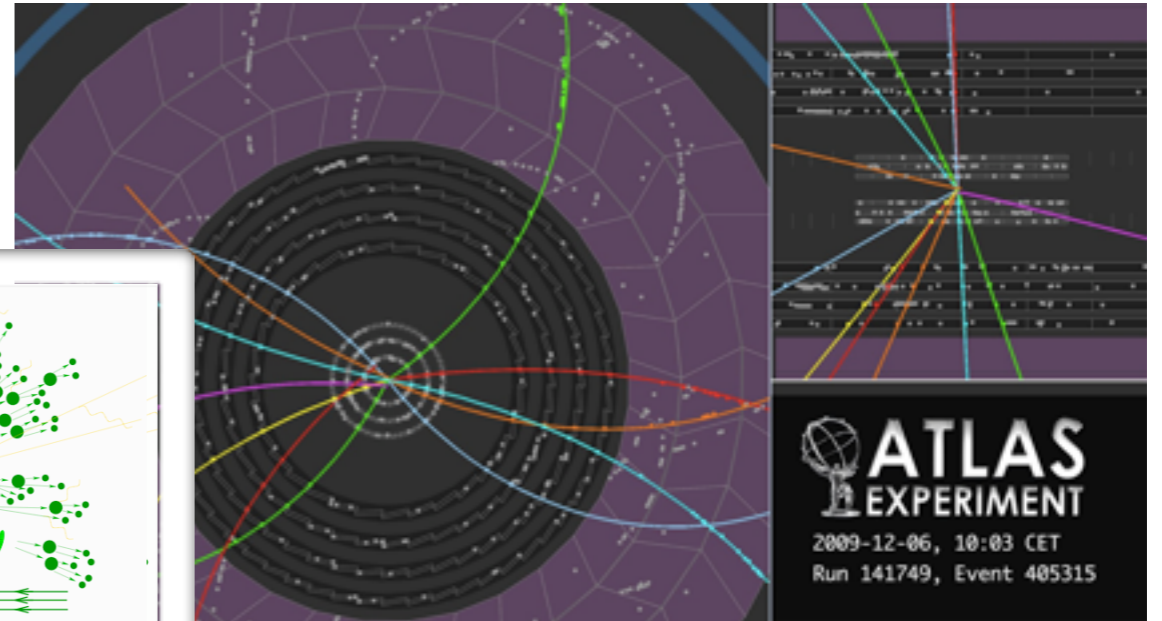 ATLAS
EXPERIMENT
2009-12-06, 10:03 CET
Run 141749, Event 405315